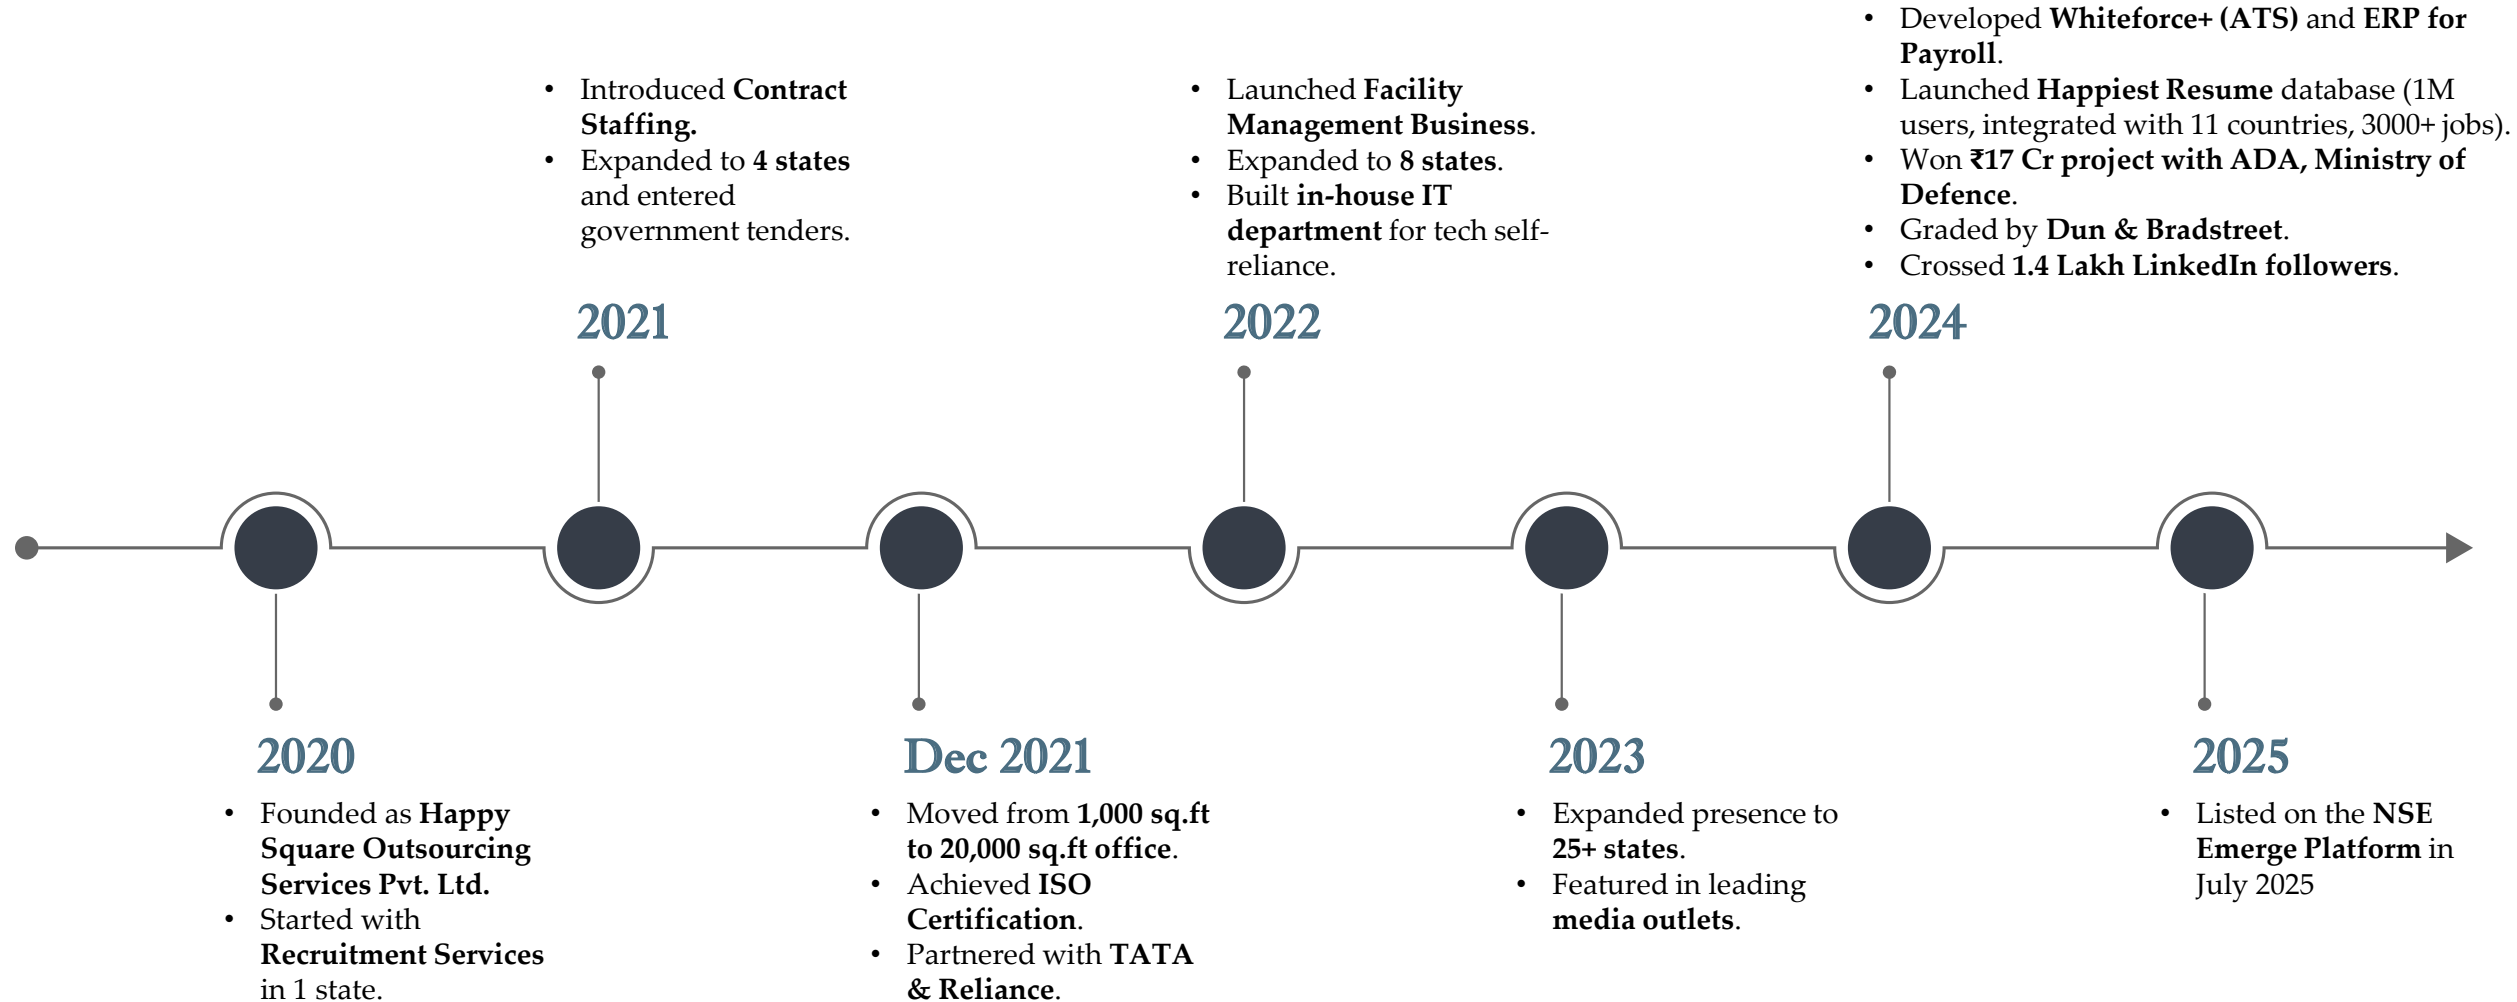 • Introduced Contract
Staffing.
• Expanded to 4 states
and entered
government tenders.
2021
• Launched Facility
Management Business.
• Expanded to 8 states.
• Built in-house IT
department for tech self-
reliance.
2022
• Developed Whiteforce+ (ATS) and ERP for
Payroll.
• Launched Happiest Resume database (1M
users, integrated with 11 countries, 3000+ jobs).
• Won ₹17 Cr project with ADA, Ministry of
Defence.
• Graded by Dun & Bradstreet.
• Crossed 1.4 Lakh LinkedIn followers.
2024
2020
• Founded as Happy
Square Outsourcing
Services Pvt. Ltd.
• Started with
Recruitment Services
in 1 state.
Dec 2021
• Moved from 1,000 sq.ft
to 20,000 sq.ft office.
• Achieved ISO
Certification.
• Partnered with TATA
& Reliance.
2023
• Expanded presence to
25+ states.
• Featured in leading
media outlets.
2025
• Listed on the NSE
Emerge Platform in
July 2025